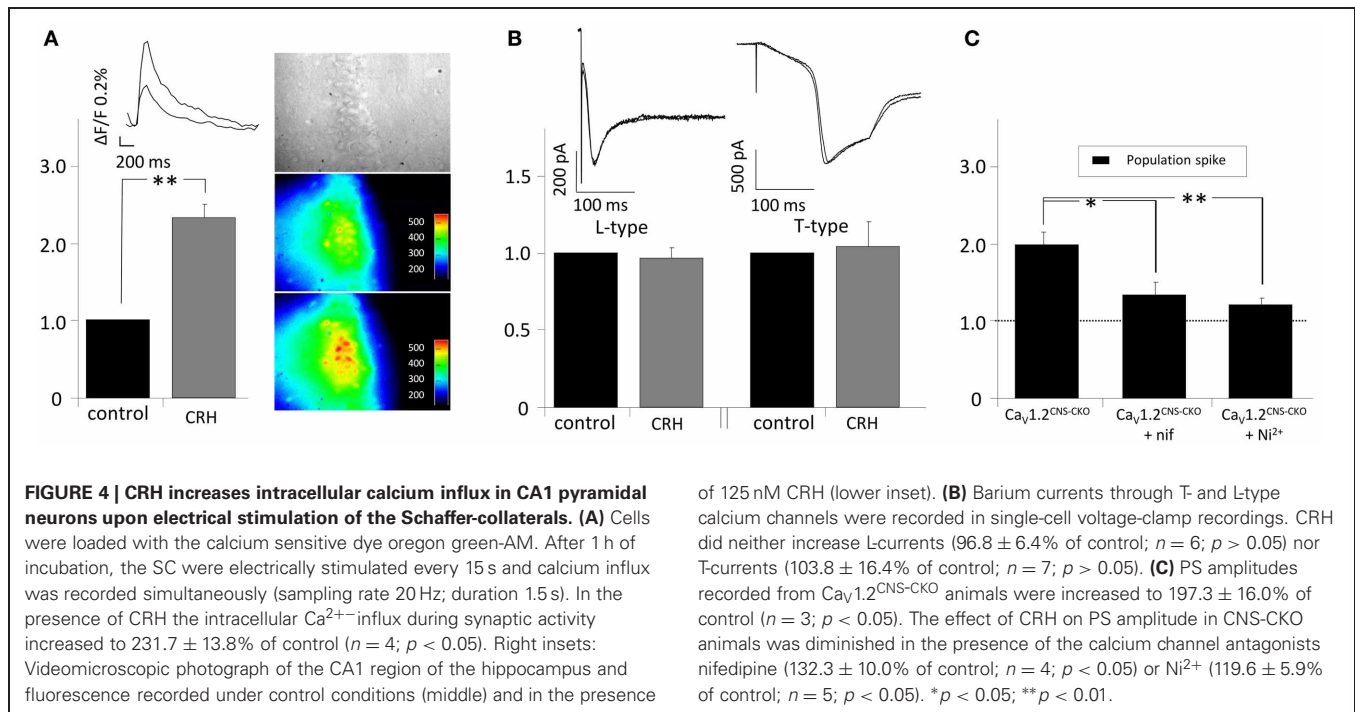 A
ΔF/F 0.2%
200 ms
**
3.0
2.0
1.0
0
control
CRH
500
400
300
200
500
400
300
200
B
200 pA
100 ms
500 pA
100 ms
L-type
T-type
1.5
1.0
0.5
0
control
CRH
control
CRH
C
Population spike
*
**
3.0
2.0
1.0
0
CaV1.2CNS-CKO
CaV1.2CNS-CKO
+ nif
CaV1.2CNS-CKO
+ Ni2+
FIGURE 4 | CRH increases intracellular calcium influx in CA1 pyramidal
neurons upon electrical stimulation of the Schaffer-collaterals. (A) Cells
were loaded with the calcium sensitive dye oregon green-AM. After 1 h of
incubation, the SC were electrically stimulated every 15 s and calcium influx
was recorded simultaneously (sampling rate 20 Hz; duration 1.5 s). In the
presence of CRH the intracellular Ca2+−influx during synaptic activity
increased to 231.7 ± 13.8% of control (n = 4; p < 0.05). Right insets:
Videomicroscopic photograph of the CA1 region of the hippocampus and
fluorescence recorded under control conditions (middle) and in the presence
of 125 nM CRH (lower inset). (B) Barium currents through T- and L-type
calcium channels were recorded in single-cell voltage-clamp recordings. CRH
did neither increase L-currents (96.8 ± 6.4% of control; n = 6; p > 0.05) nor
T-currents (103.8 ± 16.4% of control; n = 7; p > 0.05). (C) PS amplitudes
recorded from CaV1.2CNS-CKO animals were increased to 197.3 ± 16.0% of
control (n = 3; p < 0.05). The effect of CRH on PS amplitude in CNS-CKO
animals was diminished in the presence of the calcium channel antagonists
nifedipine (132.3 ± 10.0% of control; n = 4; p < 0.05) or Ni2+ (119.6 ± 5.9%
of control; n = 5; p < 0.05). *p < 0.05; **p < 0.01.